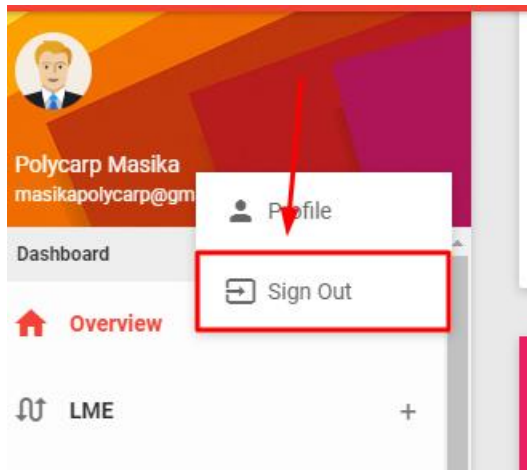 Polycarp Masika
masikapolycarp@gm
Profile
Dashboard
Sign Out
Overview
LME +